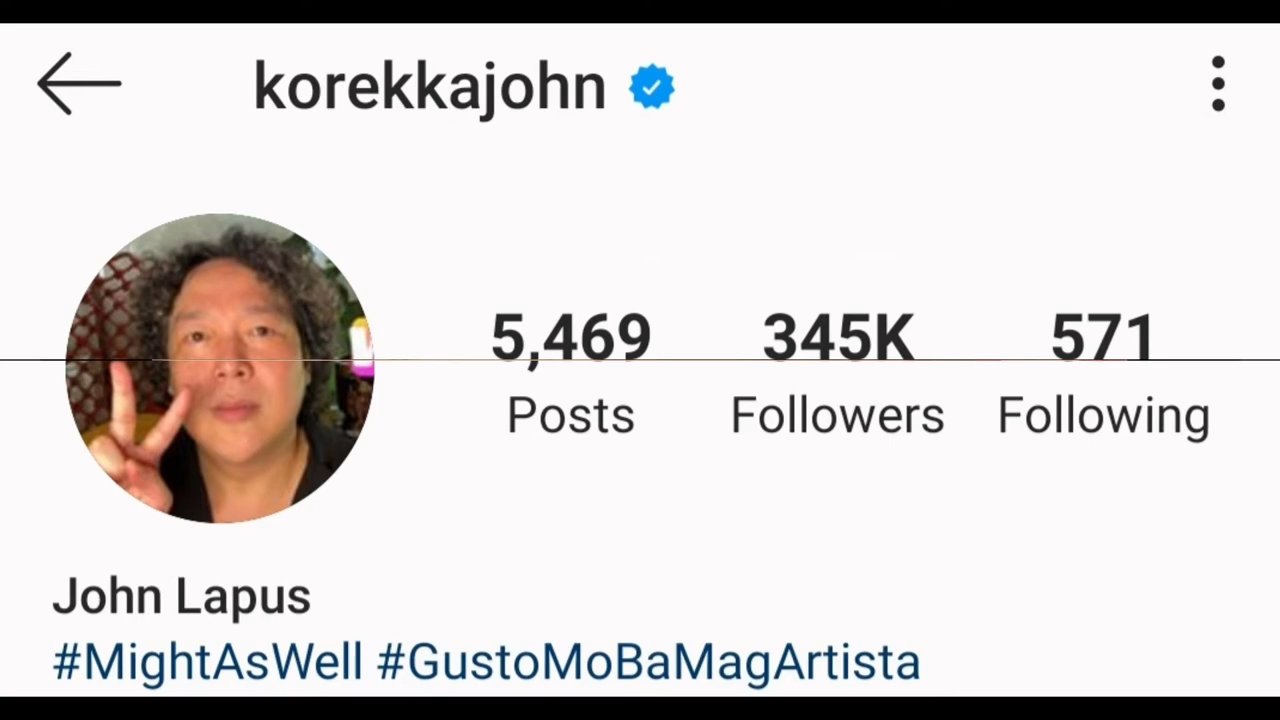 korekkajohn
5,469 345K 571
Posts Followers Following
John Lapus
#MightAsWell #GustoMoBaMagArtista